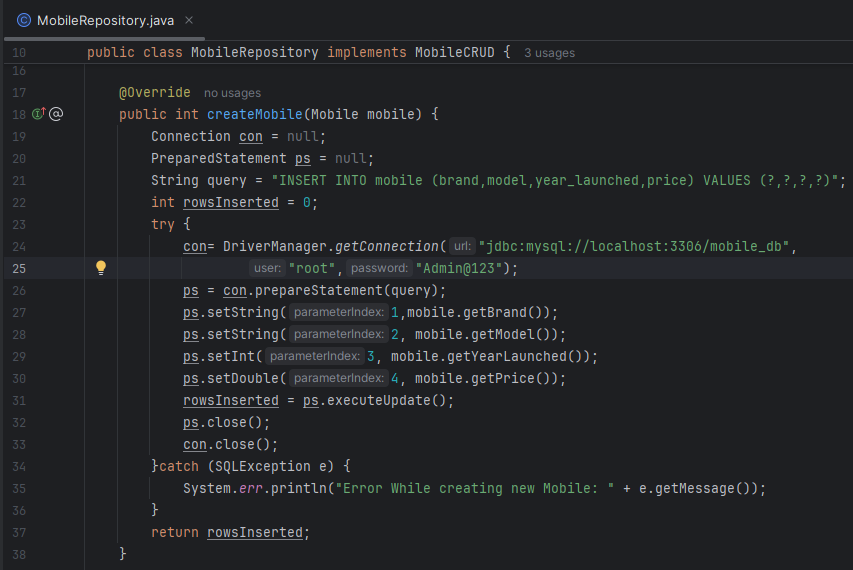 MobileRepository.java
10 public class MobileRepository implements MobileCRUD { 3 usages
16
17 @Override no usages
18 public int createMobile(Mobile mobile) {
19 Connection con = null;
20 PreparedStatement ps = null;
21 String query = "INSERT INTO mobile (brand,model,year_launched,price) VALUES (?,?,?,?)";
22 int rowsInserted = 0;
23 try {
24 con= DriverManager.getConnection( url: "jdbc:mysql://localhost:3306/mobile_db",
25 user: "root", password: "Admin@123");
26 ps = con.prepareStatement(query);
27 ps.setString( parameterIndex: 1,mobile.getBrand());
28 ps.setString( parameterIndex: 2, mobile.getModel());
29 ps.setInt( parameterIndex: 3, mobile.getYearLaunched());
30 ps.setDouble( parameterIndex: 4, mobile.getPrice());
31 rowsInserted = ps.executeUpdate();
32 ps.close();
33 con.close();
34 }catch (SQLException e) {
35 System.err.println("Error While creating new Mobile: " + e.getMessage());
36 }
37 return rowsInserted;
38 }